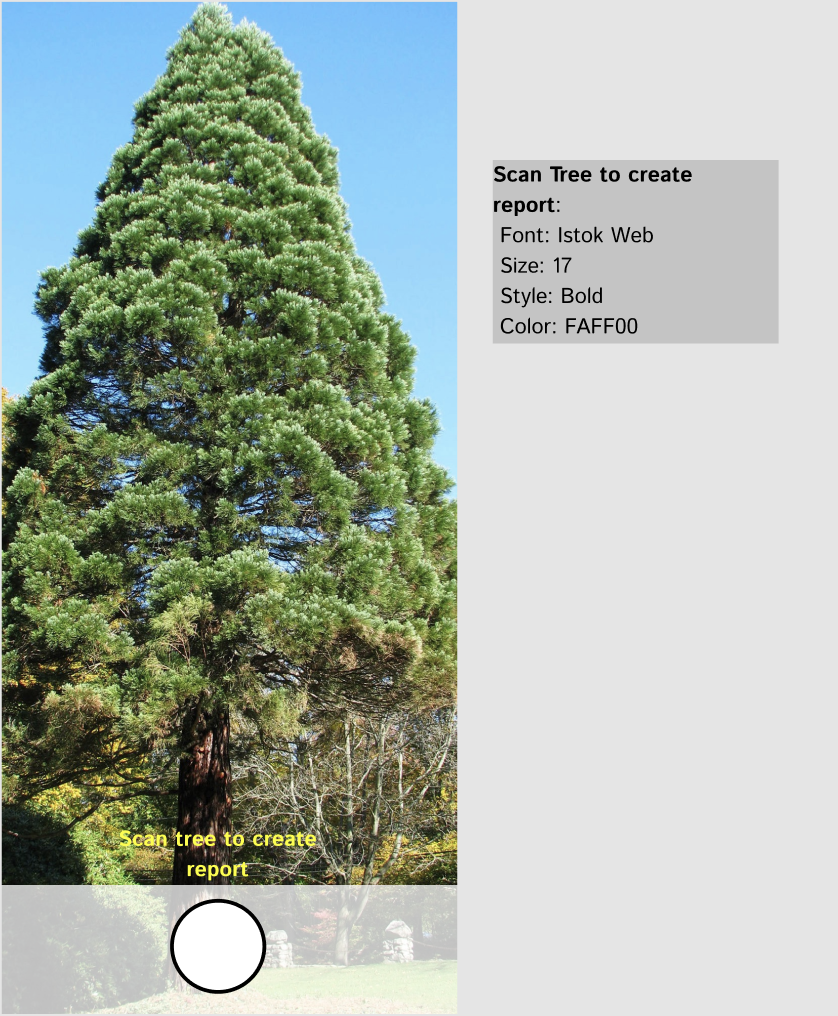 Scan tree to create
report
Scan Tree to create
report:
Font: Istok Web
Size: 17
Style: Bold
Color: FAFF00